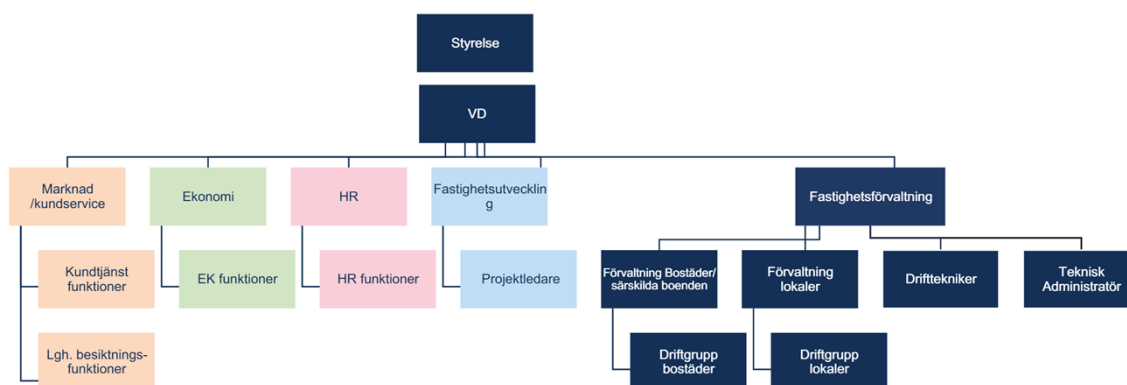 Styrelse
VD
Marknad
/kundservice
Ekonomi
HR
Fastighetsutvecklin
g
Fastighetsförvaltning
Kundtjänst
funktioner
EK funktioner
HR funktioner
Projektledare
Förvaltning Bostäder/
särskilda boenden
Förvaltning
lokaler
Drifttekniker
Teknisk
Administratör
Lgh. besiktnings-
funktioner
Driftgrupp
bostäder
Driftgrupp
lokaler